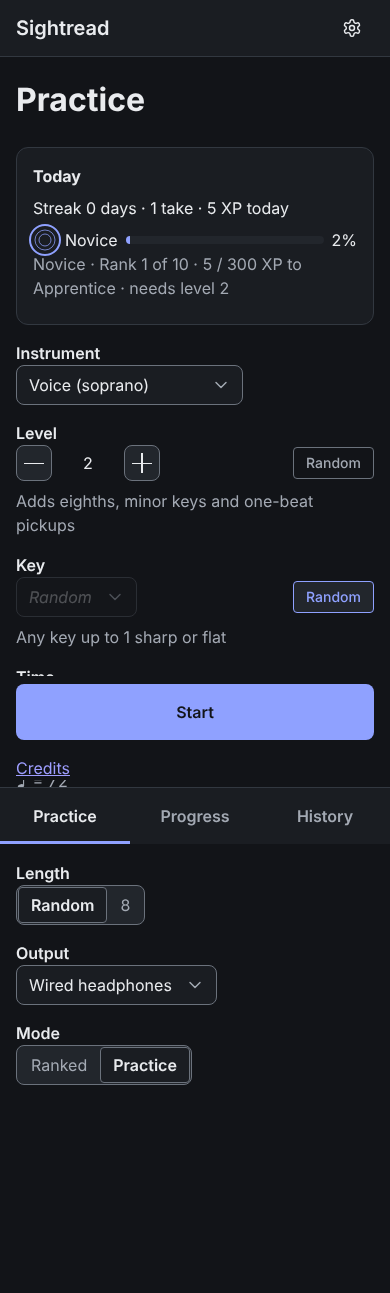 Sightread
Practice
Today
Streak 0 days · 1 take · 5 XP today
Novice 2%
Novice · Rank 1 of 10 · 5 / 300 XP to
Apprentice · needs level 2
Instrument
Voice (soprano)
Level
2 Random
Adds eighths, minor keys and one-beat
pickups
Key
Random Random
Any key up to 1 sharp or flat
Time
Start
Credits
Practice Progress History
Length
Random 8
Output
Wired headphones
Mode
Ranked Practice